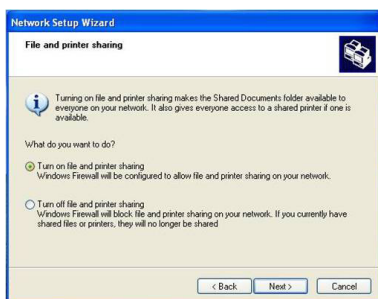 Network Setup Wizard
File and printer sharing
Turning on file and printer sharing makes the Shared Documents folder available to
everyone on your network. It also gives everyone access to a shared printer if one is
available.
What do you want to do?
Turn on file and printer sharing
Windows Firewall will be configured to allow file and printer sharing on your network.
Turn off file and printer sharing
Windows Firewall will block file and printer sharing on your network. If you currently have
shared files or printers, they will no longer be shared
< Back Next > Cancel